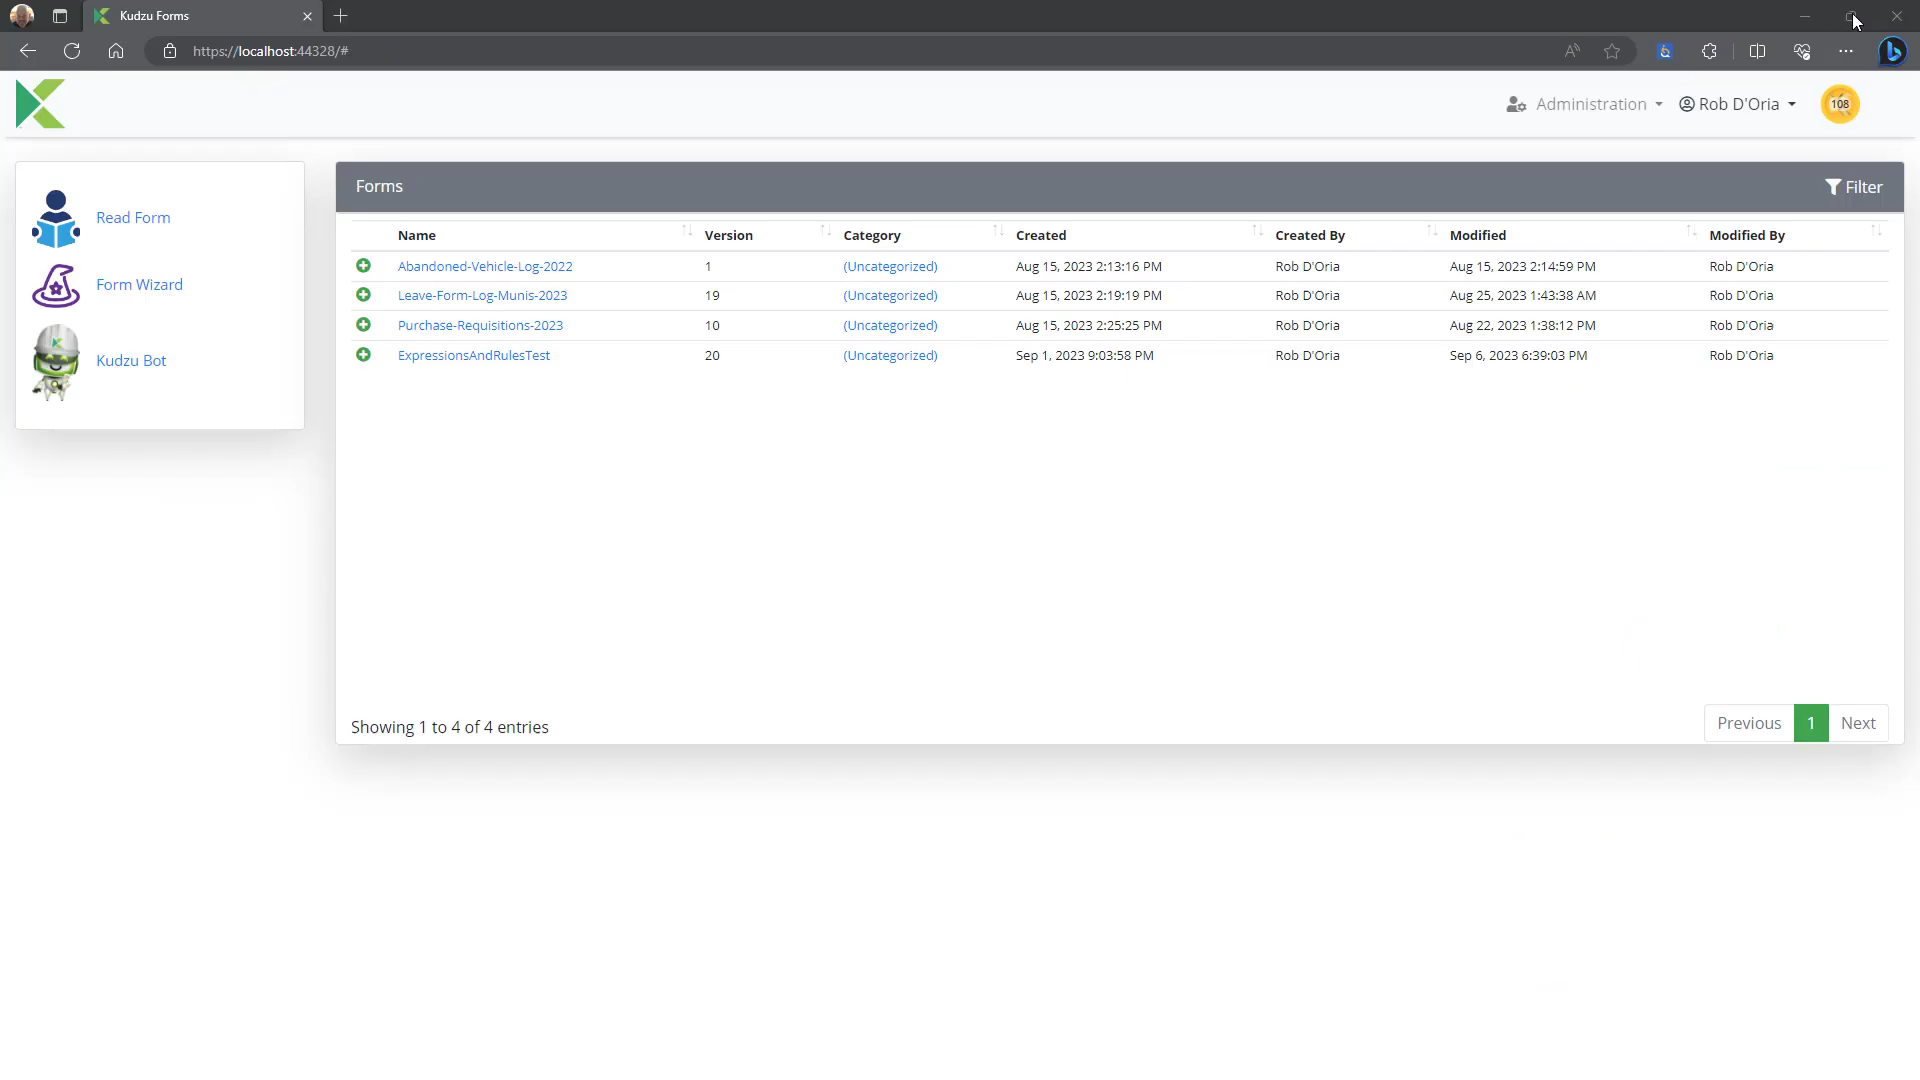 Kudzu Forms
https://localhost:44328/#
Administration
Rob D'Oria
108
Read Form
Form Wizard
Kudzu Bot
Forms
Filter
Name Version Category Created Created By Modified Modified By
Abandoned-Vehicle-Log-2022 1 (Uncategorized) Aug 15, 2023 2:13:16 PM Rob D'Oria Aug 15, 2023 2:14:59 PM Rob D'Oria
Leave-Form-Log-Munis-2023 19 (Uncategorized) Aug 15, 2023 2:19:19 PM Rob D'Oria Aug 25, 2023 1:43:38 AM Rob D'Oria
Purchase-Requisitions-2023 10 (Uncategorized) Aug 15, 2023 2:25:25 PM Rob D'Oria Aug 22, 2023 1:38:12 PM Rob D'Oria
ExpressionsAndRulesTest 20 (Uncategorized) Sep 1, 2023 9:03:58 PM Rob D'Oria Sep 6, 2023 6:39:03 PM Rob D'Oria
Showing 1 to 4 of 4 entries
Previous 1 Next